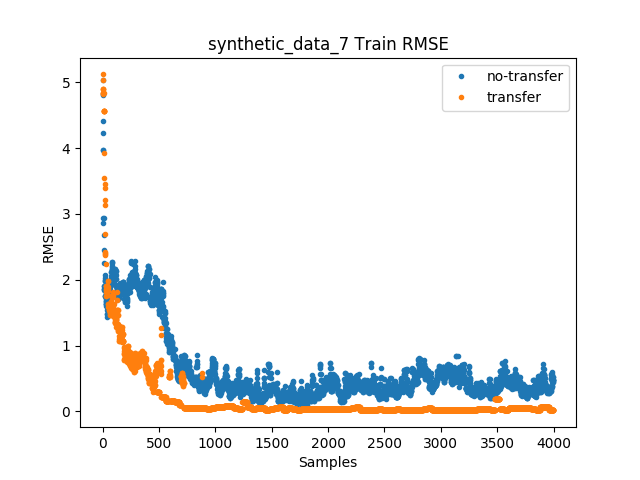 synthetic_data_7 Train RMSE
no-transfer
transfer
RMSE
5
4
3
2
1
0
0 500 1000 1500 2000 2500 3000 3500 4000
Samples